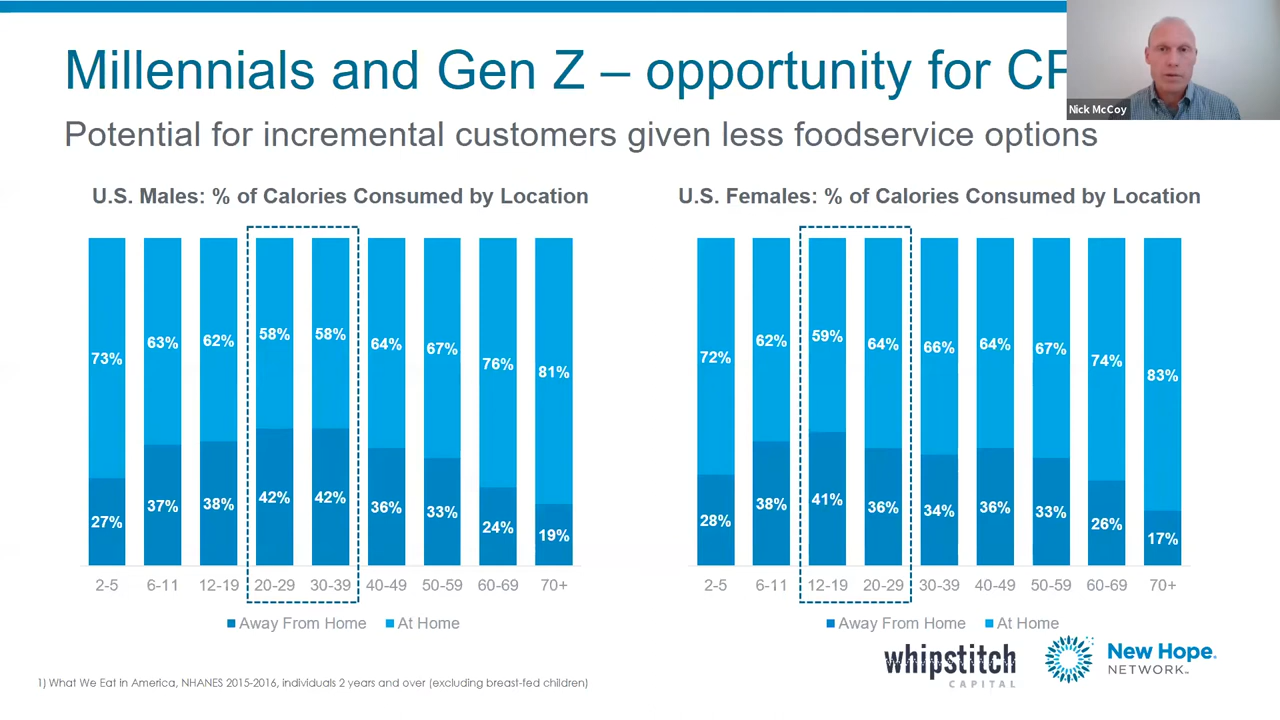 Millennials and Gen Z – opportunity for
Nick McCoy
Potential for incremental customers given less foodservice options
U.S. Males: % of Calories Consumed by Location
73% 63% 62% 58% 58% 64% 67% 76% 81%
27% 37% 38% 42% 42% 36% 33% 24% 19%
2-5 6-11 12-19 20-29 30-39 40-49 50-59 60-69 70+
Away From Home At Home
U.S. Females: % of Calories Consumed by Location
72% 62% 59% 64% 66% 64% 67% 74% 83%
28% 38% 41% 36% 34% 36% 33% 26% 17%
2-5 6-11 12-19 20-29 30-39 40-49 50-59 60-69 70+
Away From Home At Home
whipstitch
CAPITAL
New Hope
NETWORK
1) What We Eat in America, NHANES 2015-2016, individuals 2 years and over (excluding breast-fed children)